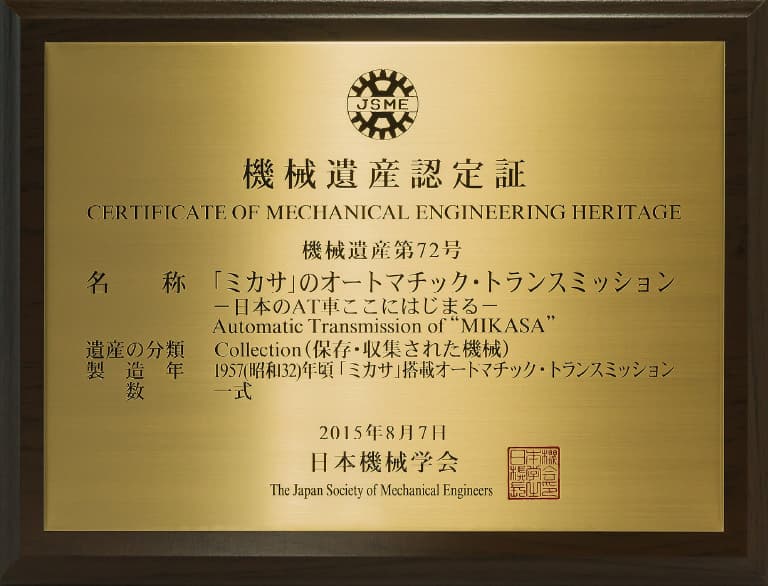 JSME
機械遺産認定証
CERTIFICATE OF MECHANICAL ENGINEERING HERITAGE
機械遺産第72号
名称 「ミカサ」のオートマチック・トランスミッション
－日本のAT車ここにはじまる－
Automatic Transmission of “MIKASA”
遺産の分類 Collection(保存・収集された機械)
製造年 1957(昭和32)年頃「ミカサ」搭載オートマチック・トランスミッション
数 一式
2015年8月7日
日本機械学会
The Japan Society of Mechanical Engineers